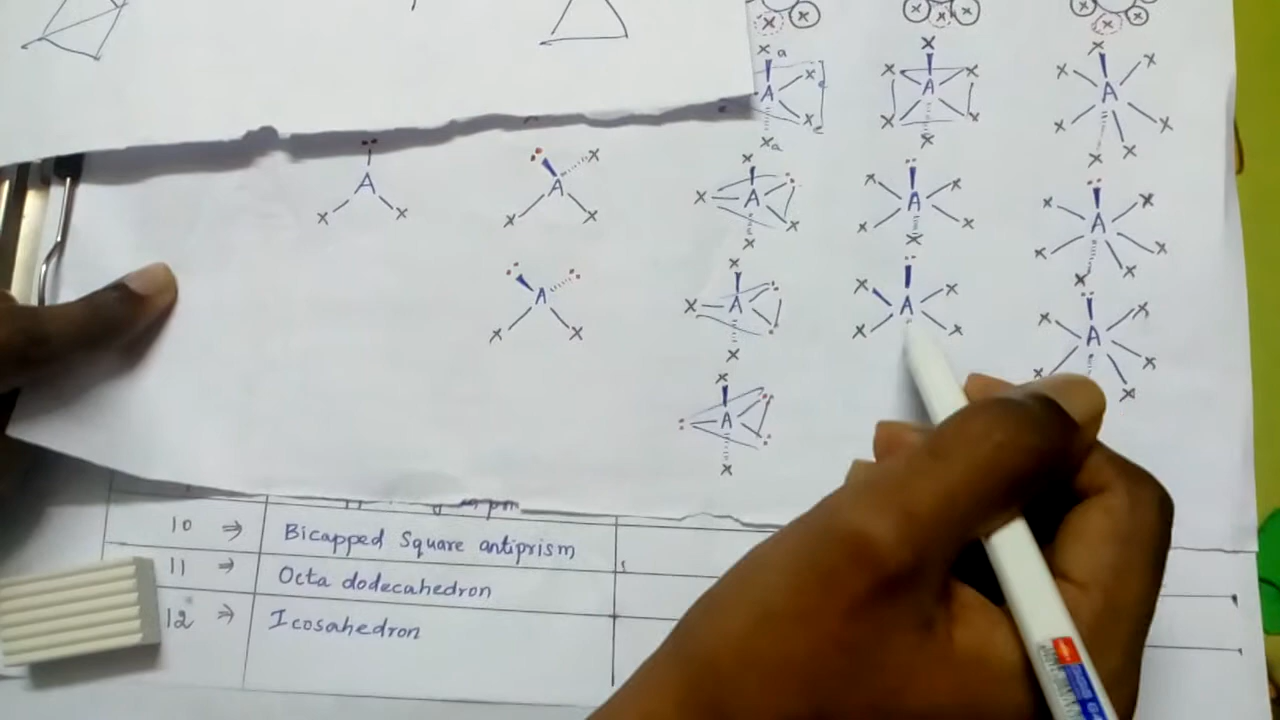 X X X X X X X X
X a X X
X X X X X X X
A X e A A
X e X X X X
X a X X X
: : X X : :
A A X X A : X X A X X A X
X X X X X X X X X X
X X X
: : X : :
A : X A : X A X X A X
X X : X X X X
X X X
X
: A :
:
X
10 ⇒ Bicapped Square antiprism
11 ⇒ Octa dodecahedron
12 ⇒ Icosahedron